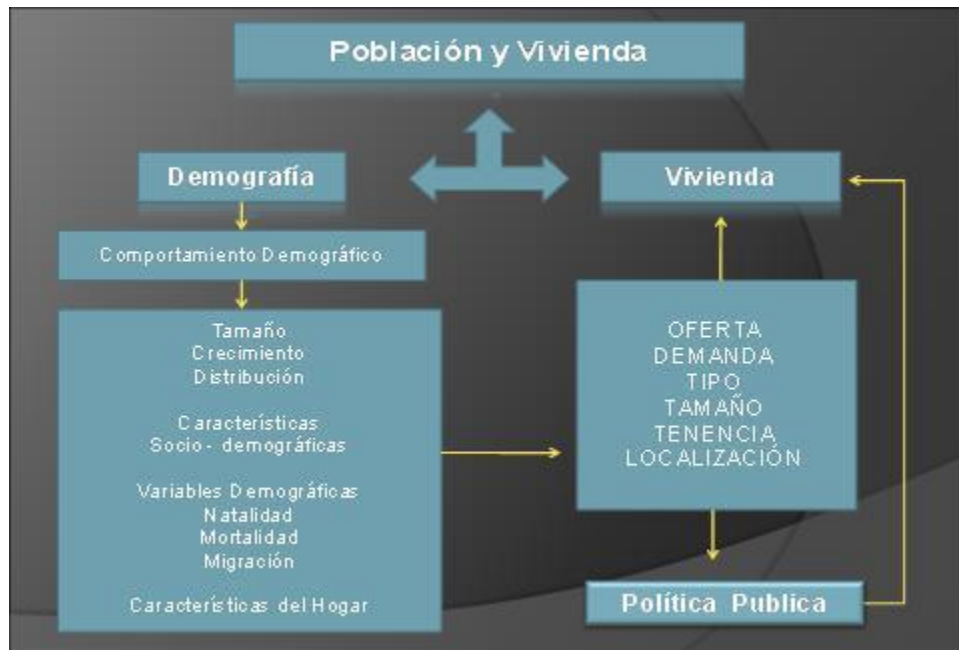 Población y Vivienda
Demografía
Comportamiento Demográfico
Tamaño
Crecimiento
Distribución
Características
Socio- demográficas
Variables Demográficas
Natalidad
Mortalidad
Migración
Características del Hogar
Vivienda
OFERTA
DEMANDA
TIPO
TAMAÑO
TENENCIA
LOCALIZACIÓN
Política Publica